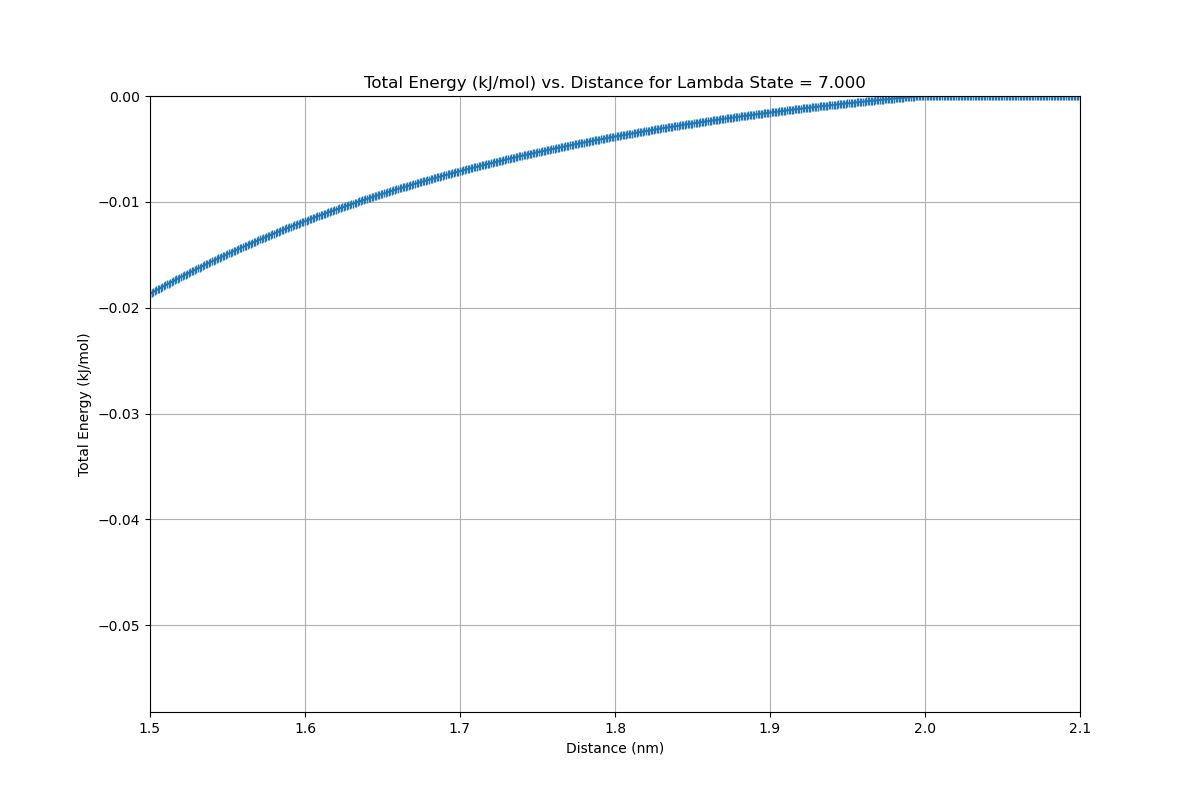 Total Energy (kJ/mol) vs. Distance for Lambda State = 7.000
0.00
−0.01
−0.02
−0.03
−0.04
−0.05
Total Energy (kJ/mol)
1.5 1.6 1.7 1.8 1.9 2.0 2.1
Distance (nm)